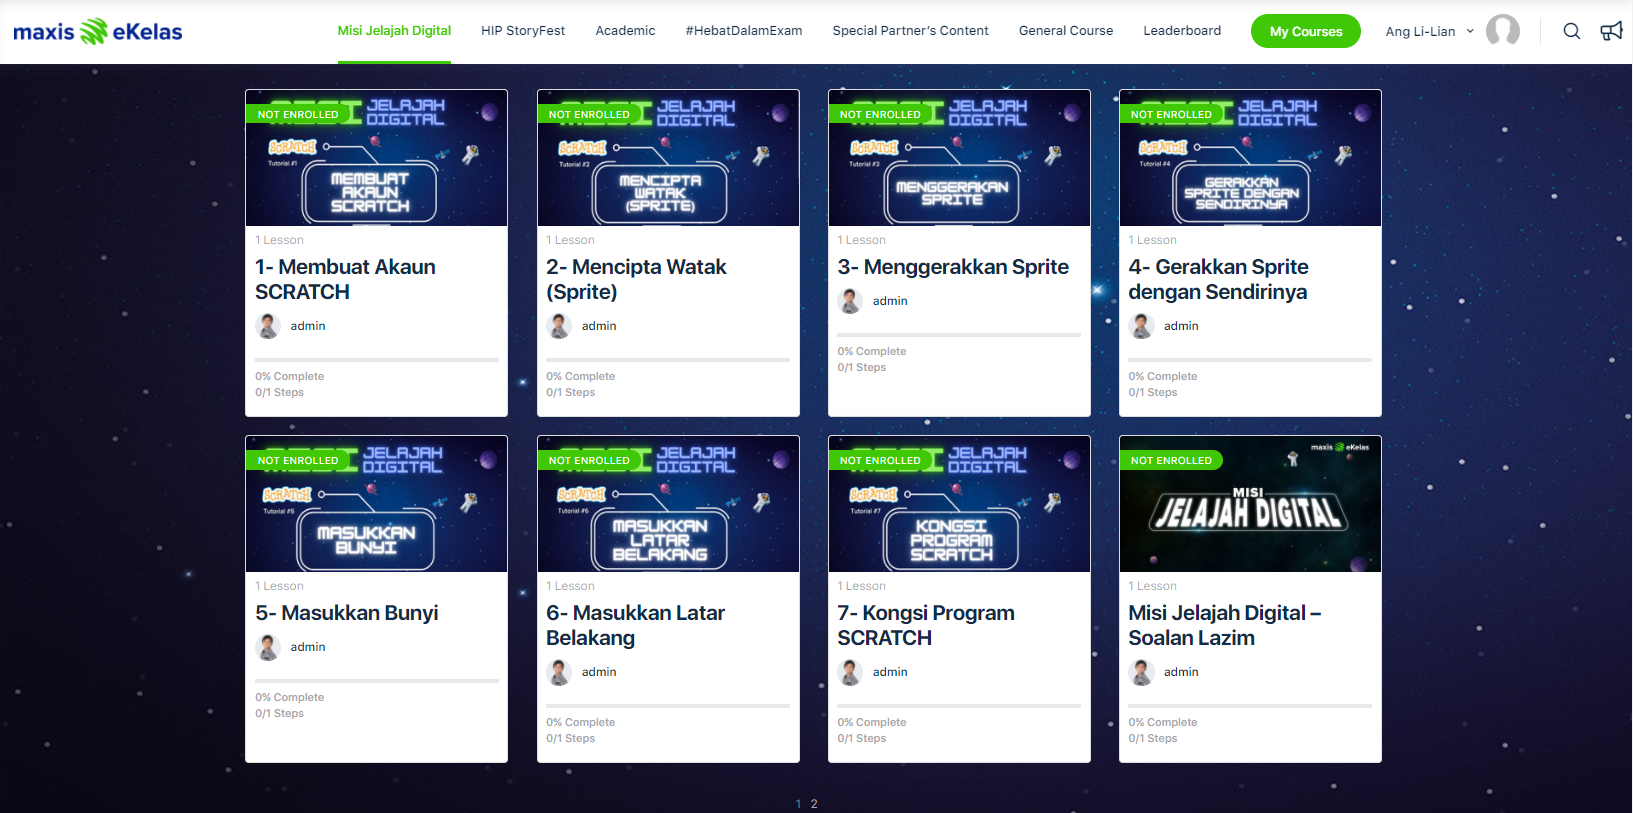 maxis eKelas
Misi Jelajah Digital
HIP StoryFest
Academic
#HebatDalamExam
Special Partner's Content
General Course
Leaderboard
My Courses
Ang Li-Lian
NOT ENROLLED
JELAJAH
DIGITAL
SCRATCH
Tutorial #1
MEMBUAT
AKAUN
SCRATCH
1 Lesson
1- Membuat Akaun
SCRATCH
admin
0% Complete
0/1 Steps
NOT ENROLLED
JELAJAH
DIGITAL
SCRATCH
Tutorial #2
MENCIPTA
WATAK
(SPRITE)
1 Lesson
2- Mencipta Watak
(Sprite)
admin
0% Complete
0/1 Steps
NOT ENROLLED
JELAJAH
DIGITAL
SCRATCH
Tutorial #3
MENGGERAKAN
SPRITE
1 Lesson
3- Menggerakkan Sprite
admin
0% Complete
0/1 Steps
NOT ENROLLED
JELAJAH
DIGITAL
SCRATCH
Tutorial #4
GERAKKAN
SPRITE DENGAN
SENDIRINYA
1 Lesson
4- Gerakkan Sprite
dengan Sendirinya
admin
0% Complete
0/1 Steps
NOT ENROLLED
JELAJAH
DIGITAL
SCRATCH
Tutorial #5
MASUKKAN
BUNYI
1 Lesson
5- Masukkan Bunyi
admin
0% Complete
0/1 Steps
NOT ENROLLED
JELAJAH
DIGITAL
SCRATCH
Tutorial #6
MASUKKAN
LATAR
BELAKANG
1 Lesson
6- Masukkan Latar
Belakang
admin
0% Complete
0/1 Steps
NOT ENROLLED
JELAJAH
DIGITAL
SCRATCH
Tutorial #7
KONGSI
PROGRAM
SCRATCH
1 Lesson
7- Kongsi Program
SCRATCH
admin
0% Complete
0/1 Steps
NOT ENROLLED
maxis eKelas
MISI
JELAJAH DIGITAL
1 Lesson
Misi Jelajah Digital –
Soalan Lazim
admin
0% Complete
0/1 Steps
1 2